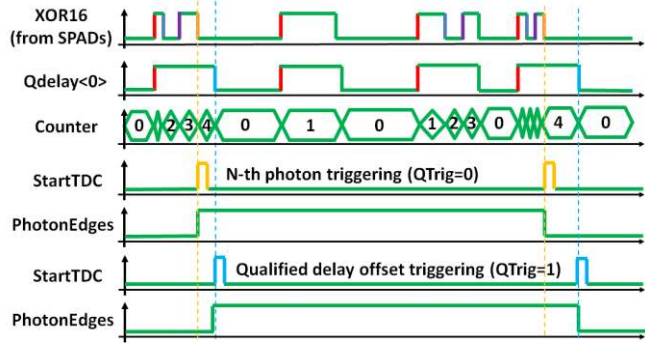 XOR16
(from SPADs)
Qdelay<0>
Counter
0 2 3 4 0 1 0 1 2 3 0 4 0
StartTDC
N-th photon triggering (QTrig=0)
PhotonEdges
StartTDC
Qualified delay offset triggering (QTrig=1)
PhotonEdges